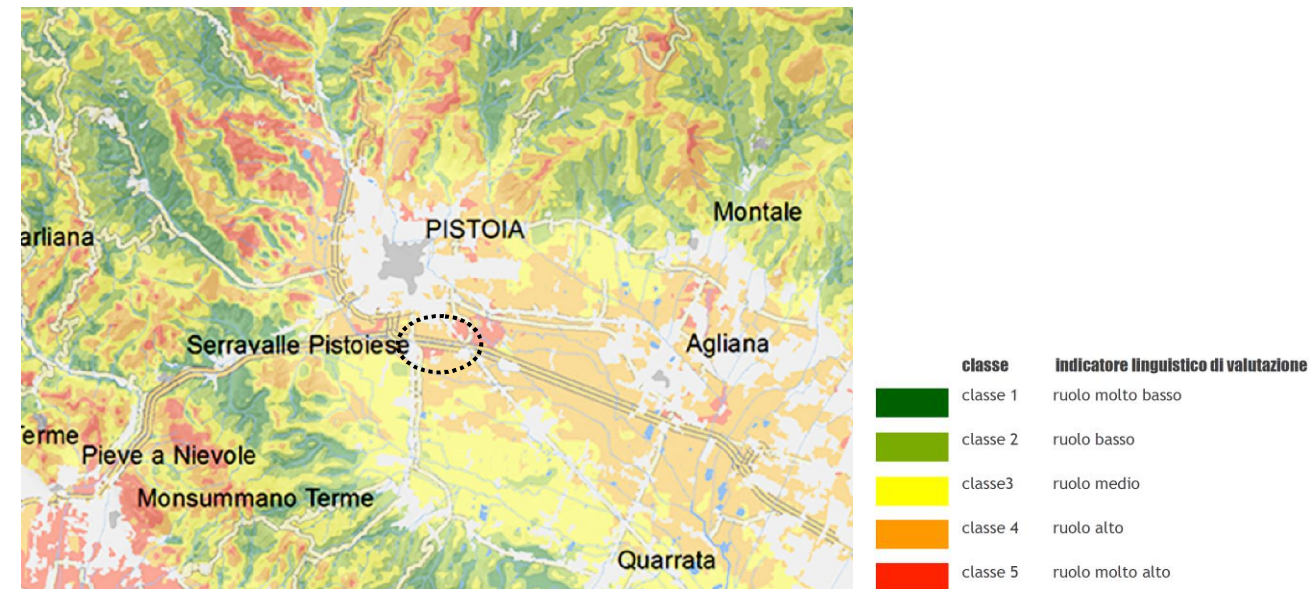 PISTOIA
Montale
arliana
Serravalle Pistoiese
Agliana
erme
Pieve a Nievole
Monsummano Terme
Quarrata
classe indicatore linguistico di valutazione
classe 1 ruolo molto basso
classe 2 ruolo basso
classe3 ruolo medio
classe 4 ruolo alto
classe 5 ruolo molto alto